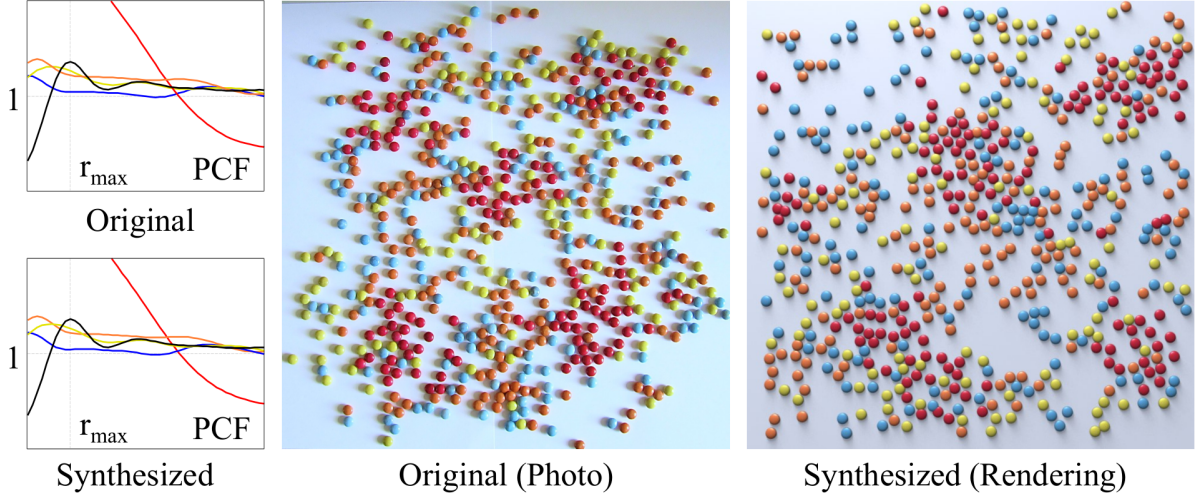 1
r_max PCF
Original
1
r_max PCF
Synthesized
Original (Photo)
Synthesized (Rendering)